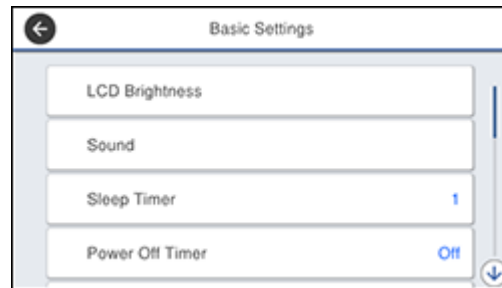 Basic Settings
LCD Brightness
Sound
Sleep Timer 1
Power Off Timer Off